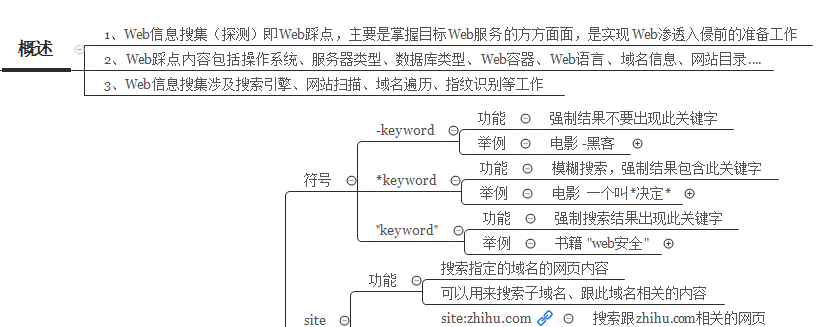 概述
1、Web信息搜集（探测）即Web踩点，主要是掌握目标Web服务的方方面面，是实现Web渗透入侵前的准备工作
2、Web踩点内容包括操作系统、服务器类型、数据库类型、Web容器、Web语言、域名信息、网站目录....
3、Web信息搜集涉及搜索引擎、网站扫描、域名遍历、指纹识别等工作
符号
-keyword
功能 强制结果不要出现此关键字
举例 电影 -黑客
*keyword
功能 模糊搜索，强制结果包含此关键字
举例 电影 一个叫*决定*
"keyword"
功能 强制搜索结果出现此关键字
举例 书籍 "web安全"
site
功能
搜索指定的域名的网页内容
可以用来搜索子域名、跟此域名相关的内容
site:zhihu.com 搜索跟zhihu.com相关的网页